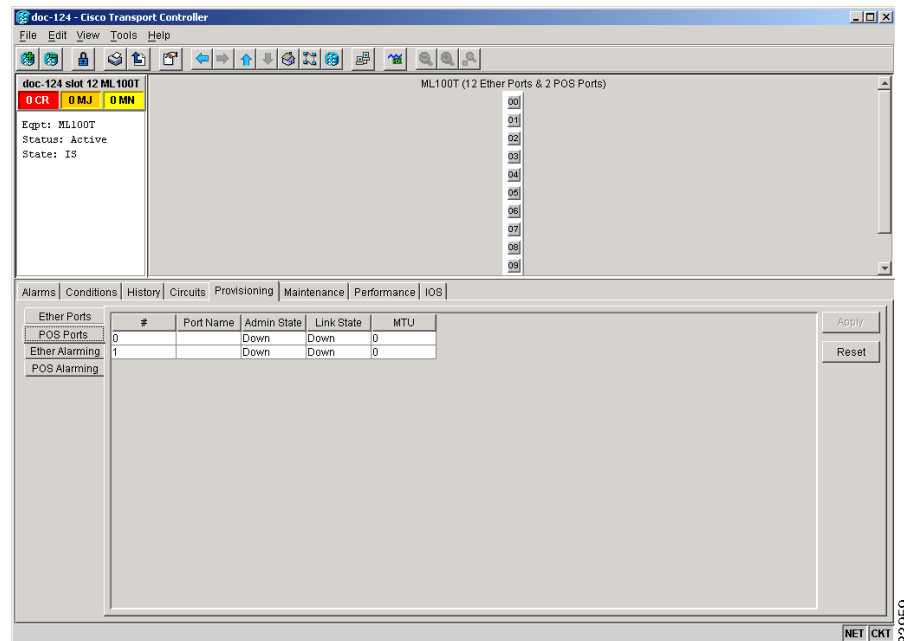 doc-124 - Cisco Transport Controller
File Edit View Tools Help
doc-124 slot 12 ML100T
0 CR 0 MJ 0 MN
Eqpt: ML100T
Status: Active
State: IS
ML100T (12 Ether Ports & 2 POS Ports)
00
01
02
03
04
05
06
07
08
09
Alarms Conditions History Circuits Provisioning Maintenance Performance IOS
Ether Ports
POS Ports
Ether Alarming
POS Alarming
# Port Name Admin State Link State MTU
0 Down Down 0
1 Down Down 0
Apply
Reset
NET CKT